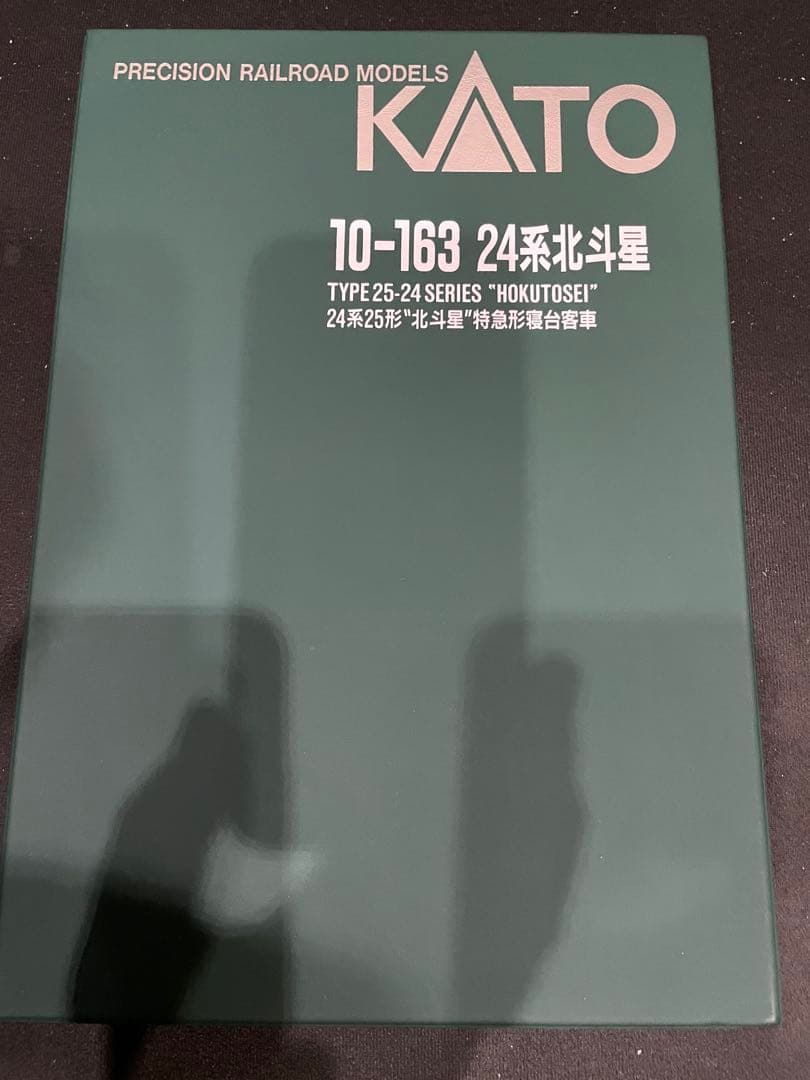 PRECISION RAILROAD MODELS
KATO
10-163 24系北斗星
TYPE 25-24 SERIES "HOKUTOSEI"
24系25形"北斗星"特急形寝台客車